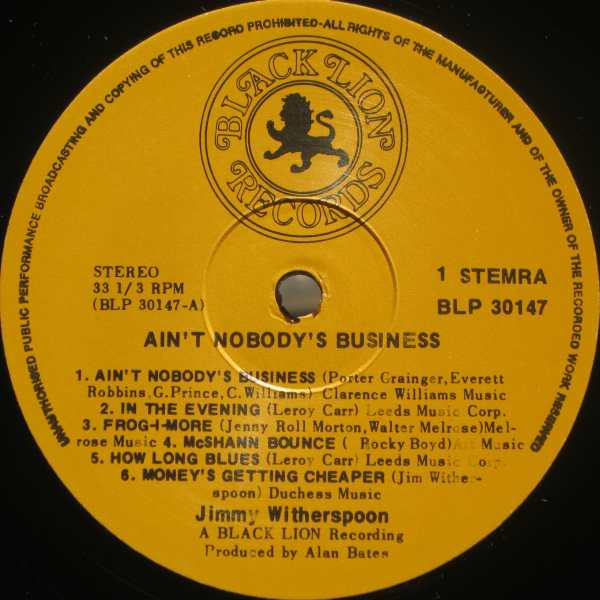 UNAUTHORISED PUBLIC PERFORMANCE BROADCASTING AND COPYING OF THIS RECORD PROHIBITED-ALL RIGHTS OF THE MANUFACTURER AND OF THE OWNER OF THE RECORDED WORK RESERVED
BLACK LION
RECORDS
STEREO
33 1/3 RPM
(BLP 30147-A)
1 STEMRA
BLP 30147
AIN'T NOBODY'S BUSINESS
1. AIN'T NOBODY'S BUSINESS (Porter Grainger,Everett
Robbins,G.Prince,C.Williams) Clarence Williams Music
2. IN THE EVENING (Leroy Carr) Leeds Music Corp.
3. FROG-I-MORE (Jenny Roll Morton,Walter Melrose)Mel-
rose Music 4. McSHANN BOUNCE ( Rocky Boyd) Music
5. HOW LONG BLUES (Leroy Carr) Leeds Music Corp.
6. MONEY'S GETTING CHEAPER (Jim Wither-
spoon) Duchess Music
Jimmy Witherspoon
A BLACK LION Recording
Produced by Alan Bates